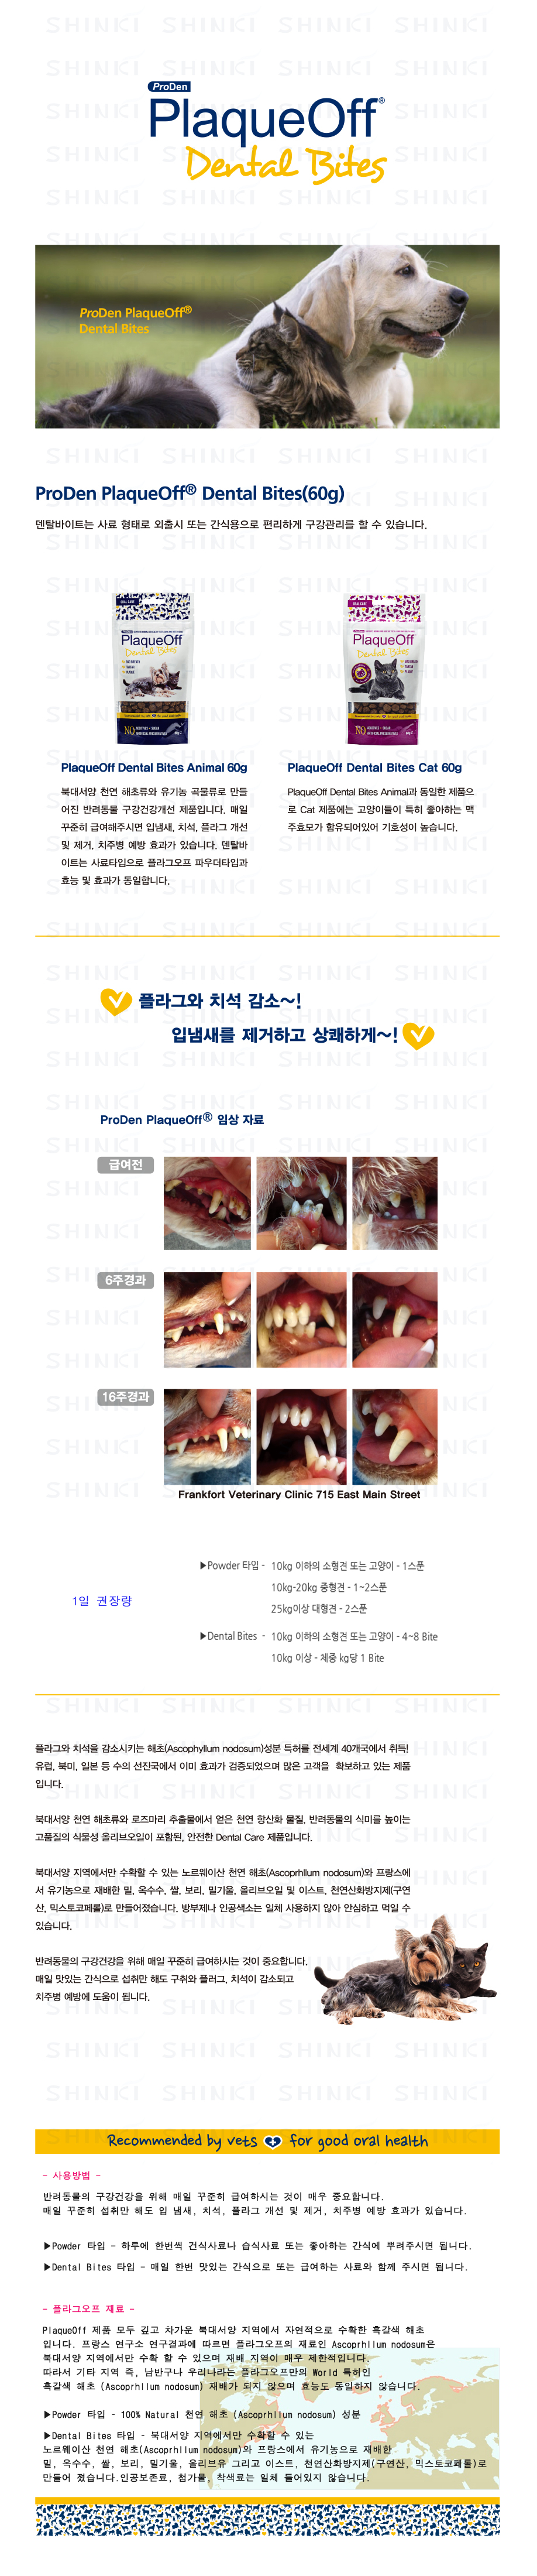 ProDen
PlaqueOff®
Dental Bites
ProDen PlaqueOff®
Dental Bites
ProDen PlaqueOff® Dental Bites(60g)
덴탈바이트는 사료 형태로 외출시 또는 간식용으로 편리하게 구강관리를 할 수 있습니다.
PlaqueOff
Dental Bites
PlaqueOff
Dental Bites
PlaqueOff Dental Bites Animal 60g
북대서양 천연 해초류와 유기농 곡물류로 만들
어진 반려동물 구강건강개선 제품입니다. 매일
꾸준히 급여해주시면 입냄새, 치석, 플라그 개선
및 제거, 치주병 예방 효과가 있습니다. 덴탈바
이트는 사료타입으로 플라그오프 파우더타입과
효능 및 효과가 동일합니다.
PlaqueOff Dental Bites Cat 60g
PlaqueOff Dental Bites Animal과 동일한 제품으
로 Cat 제품에는 고양이들이 특히 좋아하는 맥
주효모가 함유되어있어 기호성이 높습니다.
플라그와 치석 감소~!
입냄새를 제거하고 상쾌하게~!
ProDen PlaqueOff® 임상 자료
급여전
6주경과
16주경과
Frankfort Veterinary Clinic 715 East Main Street
1일 권장량
▶Powder 타입 - 10kg 이하의 소형견 또는 고양이 - 1스푼
10kg-20kg 중형견 - 1~2스푼
25kg이상 대형견 - 2스푼
▶Dental Bites - 10kg 이하의 소형견 또는 고양이 - 4~8 Bite
10kg 이상 - 체중 kg당 1 Bite
플라그와 치석을 감소시키는 해초(Ascophyllum nodosum)성분 특허를 전세계 40개국에서 취득!
유럽, 북미, 일본 등 수의 선진국에서 이미 효과가 검증되었으며 많은 고객을 확보하고 있는 제품
입니다.
북대서양 천연 해초류와 로즈마리 추출물에서 얻은 천연 항산화 물질, 반려동물의 식미를 높이는
고품질의 식물성 올리브오일이 포함된, 안전한 Dental Care 제품입니다.
북대서양 지역에서만 수확할 수 있는 노르웨이산 천연 해초(Ascoprhllum nodosum)와 프랑스에
서 유기농으로 재배한 밀, 옥수수, 쌀, 보리, 밀기울, 올리브오일 및 이스트, 천연산화방지제(구연
산, 믹스토코페롤)로 만들어졌습니다. 방부제나 인공색소는 일체 사용하지 않아 안심하고 먹일 수
있습니다.
반려동물의 구강건강을 위해 매일 꾸준히 급여하시는 것이 중요합니다.
매일 맛있는 간식으로 섭취만 해도 구취와 플러그, 치석이 감소되고
치주병 예방에 도움이 됩니다.
Recommended by vets for good oral health
- 사용방법 -
반려동물의 구강건강을 위해 매일 꾸준히 급여하시는 것이 매우 중요합니다.
매일 꾸준히 섭취만 해도 입 냄새, 치석, 플라그 개선 및 제거, 치주병 예방 효과가 있습니다.
▶Powder 타입 – 하루에 한번씩 건식사료나 습식사료 또는 좋아하는 간식에 뿌려주시면 됩니다.
▶Dental Bites 타입 – 매일 한번 맛있는 간식으로 또는 급여하는 사료와 함께 주시면 됩니다.
- 플라그오프 재료 -
PlaqueOff 제품 모두 깊고 차가운 북대서양 지역에서 자연적으로 수확한 흑갈색 해초
입니다. 프랑스 연구소 연구결과에 따르면 플라그오프의 재료인 Ascoprhllum nodosum은
북대서양 지역에서만 수확 할 수 있으며 재배 지역이 매우 제한적입니다.
따라서 기타 지역 즉, 남반구나 우리나라는 플라그오프만의 World 특허인
흑갈색 해초 (Ascoprhllum nodosum) 재배가 되지 않으며 효능도 동일하지 않습니다.
▶Powder 타입 - 100% Natural 천연 해초 (Ascoprhllum nodosum) 성분
▶Dental Bites 타입 - 북대서양 지역에서만 수확할 수 있는
노르웨이산 천연 해초(Ascoprhllum nodosum)와 프랑스에서 유기농으로 재배한
밀, 옥수수, 쌀, 보리, 밀기울, 올리브유 그리고 이스트, 천연산화방지제(구연산, 믹스토코페롤)로
만들어 졌습니다.인공보존료, 첨가물, 착색료는 일체 들어있지 않습니다.